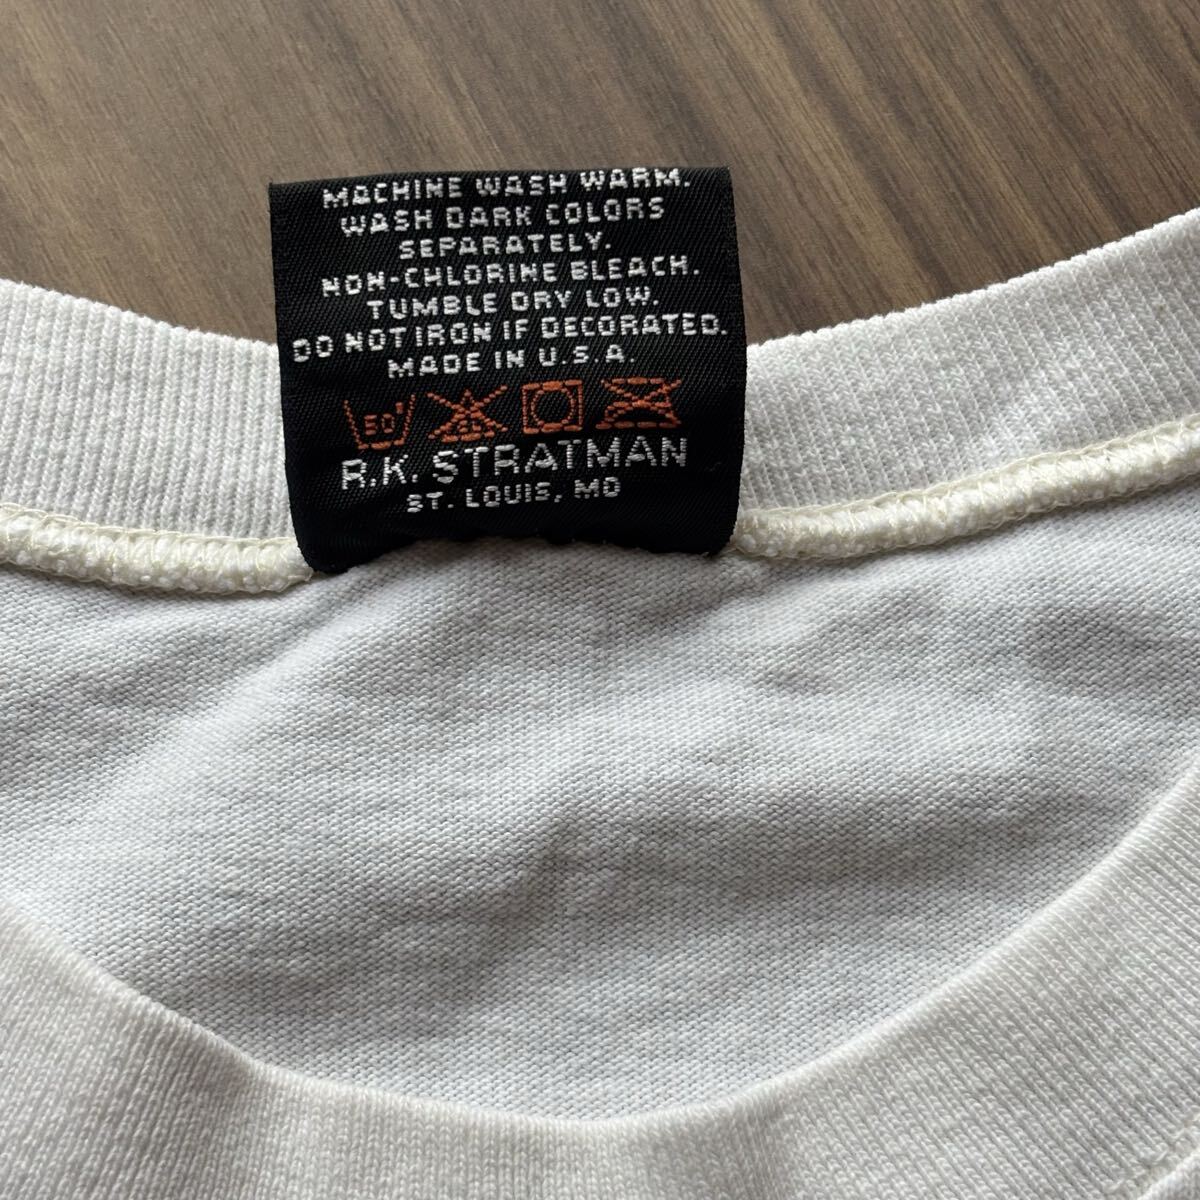 MACHINE WASH WARM.
WASH DARK COLORS
SEPARATELY.
NON-CHLORINE BLEACH.
TUMBLE DRY LOW.
DO NOT IRON IF DECORATED.
MADE IN U.S.A.
50°
R.K. STRATMAN
ST. LOUIS, MO